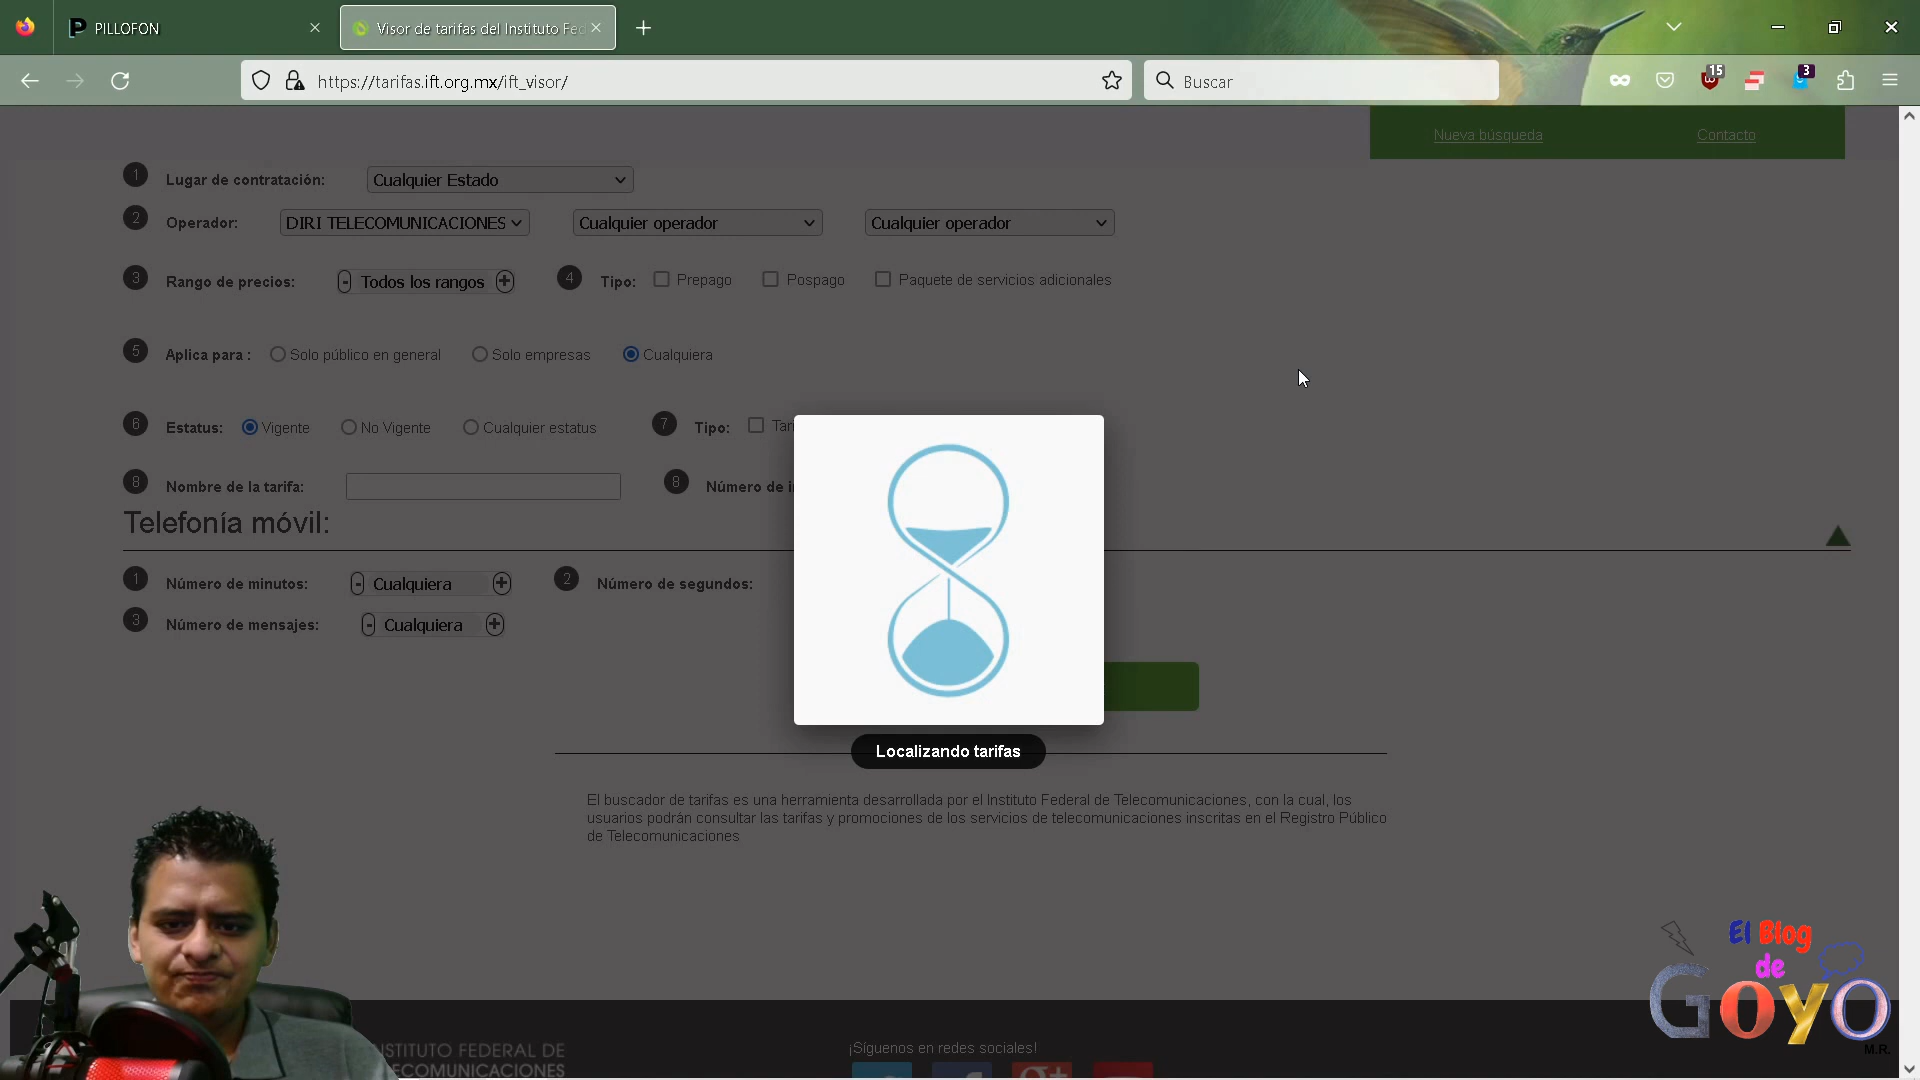 PILLOFON
Visor de tarifas del Instituto Fed
https://tarifas.ift.org.mx/ift_visor/
Buscar
15
3
Nueva búsqueda
Contacto
1 Lugar de contratación: Cualquier Estado
2 Operador: DIRI TELECOMUNICACIONES Cualquier operador Cualquier operador
3 Rango de precios: - Todos los rangos + 4 Tipo: Prepago Pospago Paquete de servicios adicionales
5 Aplica para : Solo público en general Solo empresas Cualquiera
6 Estatus: Vigente No Vigente Cualquier estatus 7 Tipo:
8 Nombre de la tarifa: 8 Número de
Telefonía móvil:
1 Número de minutos: - Cualquiera + 2 Número de segundos:
3 Número de mensajes: - Cualquiera +
Localizando tarifas
El buscador de tarifas es una herramienta desarrollada por el Instituto Federal de Telecomunicaciones, con la cual, los
usuarios podrán consultar las tarifas y promociones de los servicios de telecomunicaciones inscritas en el Registro Público
de Telecomunicaciones
El Blog
de
GOYO
M.R.
INSTITUTO FEDERAL DE
TELECOMUNICACIONES
¡Síguenos en redes sociales!